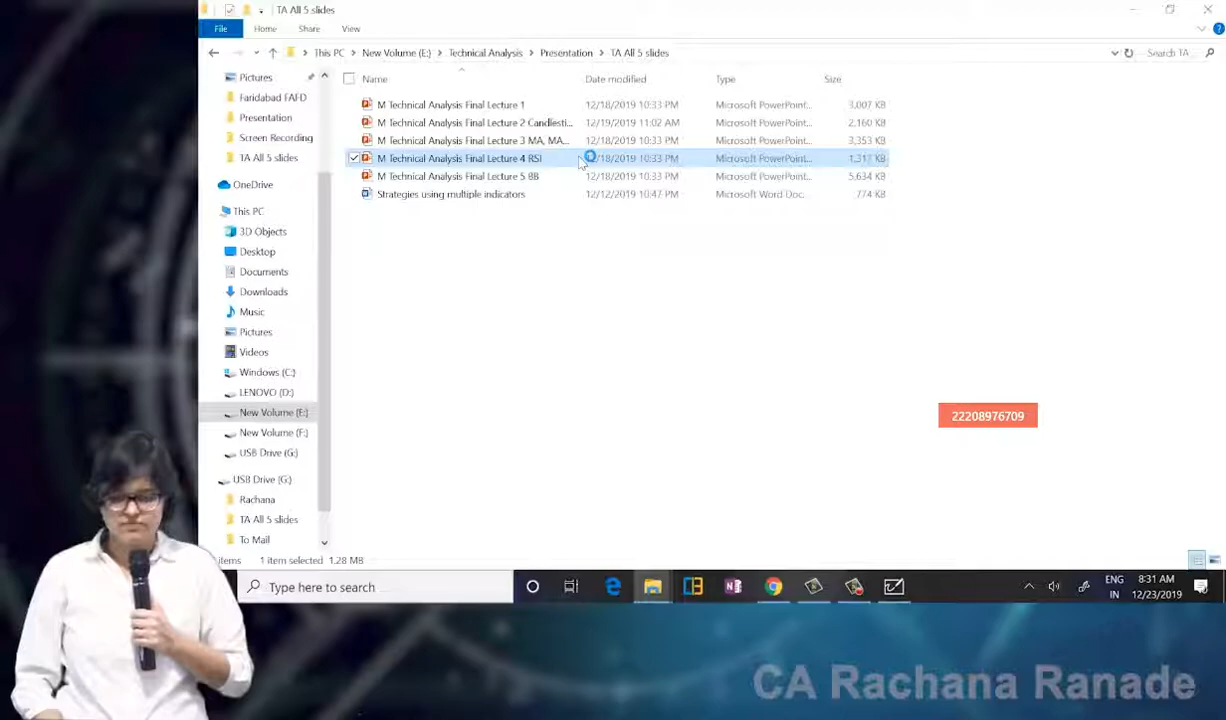 TA All 5 slides
File Home Share View
This PC New Volume (E:) Technical Analysis Presentation TA All 5 slides Search TA ...
Name Date modified Type Size
M Technical Analysis Final Lecture 1 12/18/2019 10:33 PM Microsoft PowerPoint... 3,007 KB
M Technical Analysis Final Lecture 2 Candlesti... 12/19/2019 11:02 AM Microsoft PowerPoint... 2,160 KB
M Technical Analysis Final Lecture 3 MA, MA... 12/18/2019 10:33 PM Microsoft PowerPoint... 3,353 KB
M Technical Analysis Final Lecture 4 RSI 12/18/2019 10:33 PM Microsoft PowerPoint... 1,317 KB
M Technical Analysis Final Lecture 5 BB 12/18/2019 10:33 PM Microsoft PowerPoint... 5,634 KB
Strategies using multiple indicators 12/12/2019 10:47 PM Microsoft Word Doc... 774 KB
Pictures
Faridabad FAFD
Presentation
Screen Recording
TA All 5 slides
OneDrive
This PC
3D Objects
Desktop
Documents
Downloads
Music
Pictures
Videos
Windows (C:)
LENOVO (D:)
New Volume (E:)
New Volume (F:)
USB Drive (G:)
USB Drive (G:)
Rachana
TA All 5 slides
To Mail
22208976709
items 1 item selected 1.28 MB
Type here to search
ENG
IN
8:31 AM
12/23/2019
CA Rachana Ranade